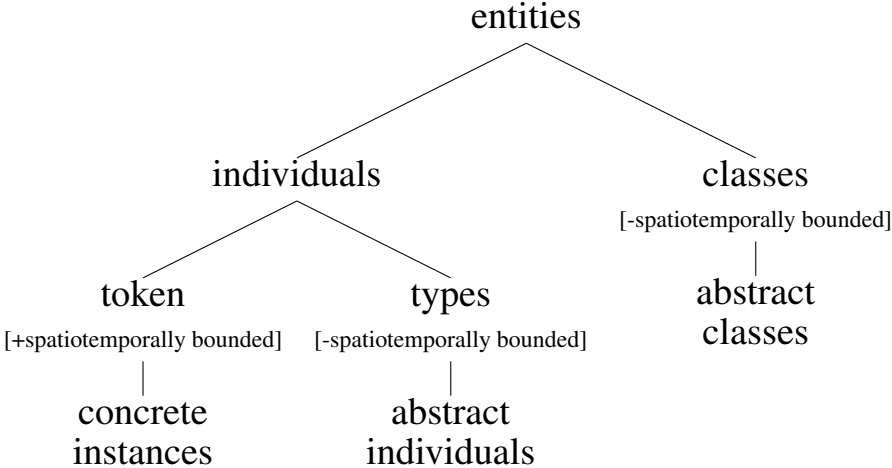 entities
individuals
classes
[-spatiotemporally bounded]
token
types
abstract
classes
[+spatiotemporally bounded]
[-spatiotemporally bounded]
concrete
instances
abstract
individuals